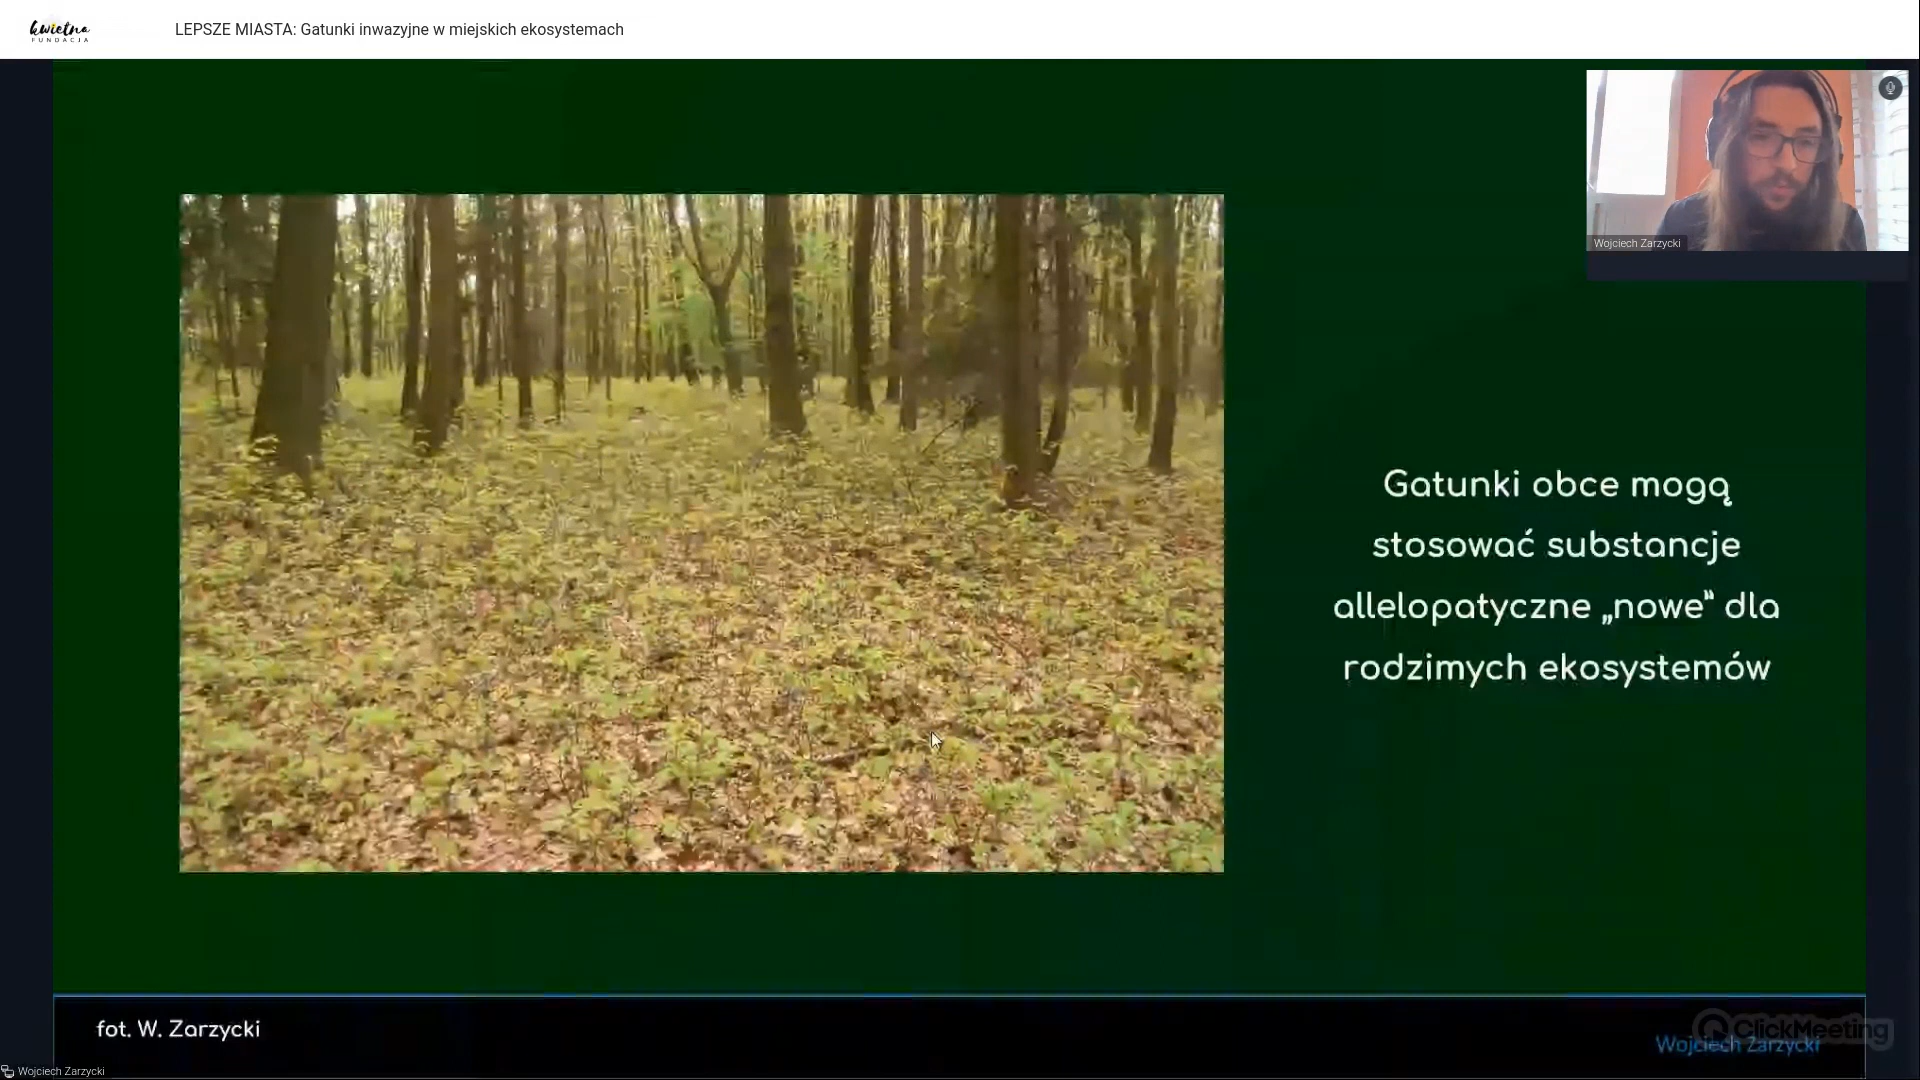 kwietna
FUNDACJA
LEPSZE MIASTA: Gatunki inwazyjne w miejskich ekosystemach
Wojciech Zarzycki
Gatunki obce mogą
stosować substancje
allelopatyczne „nowe” dla
rodzimych ekosystemów
fot. W. Zarzycki
ClickMeeting
Wojciech Zarzycki
Wojciech Zarzycki